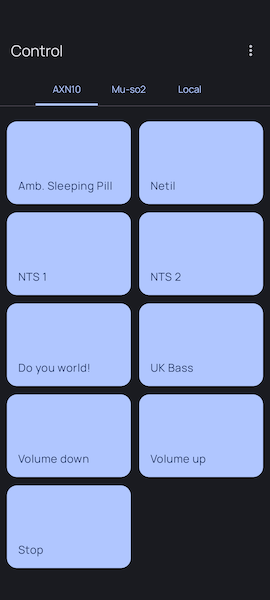 Control
AXN10 Mu-so2 Local
Amb. Sleeping Pill Netil
NTS 1 NTS 2
Do you world! UK Bass
Volume down Volume up
Stop